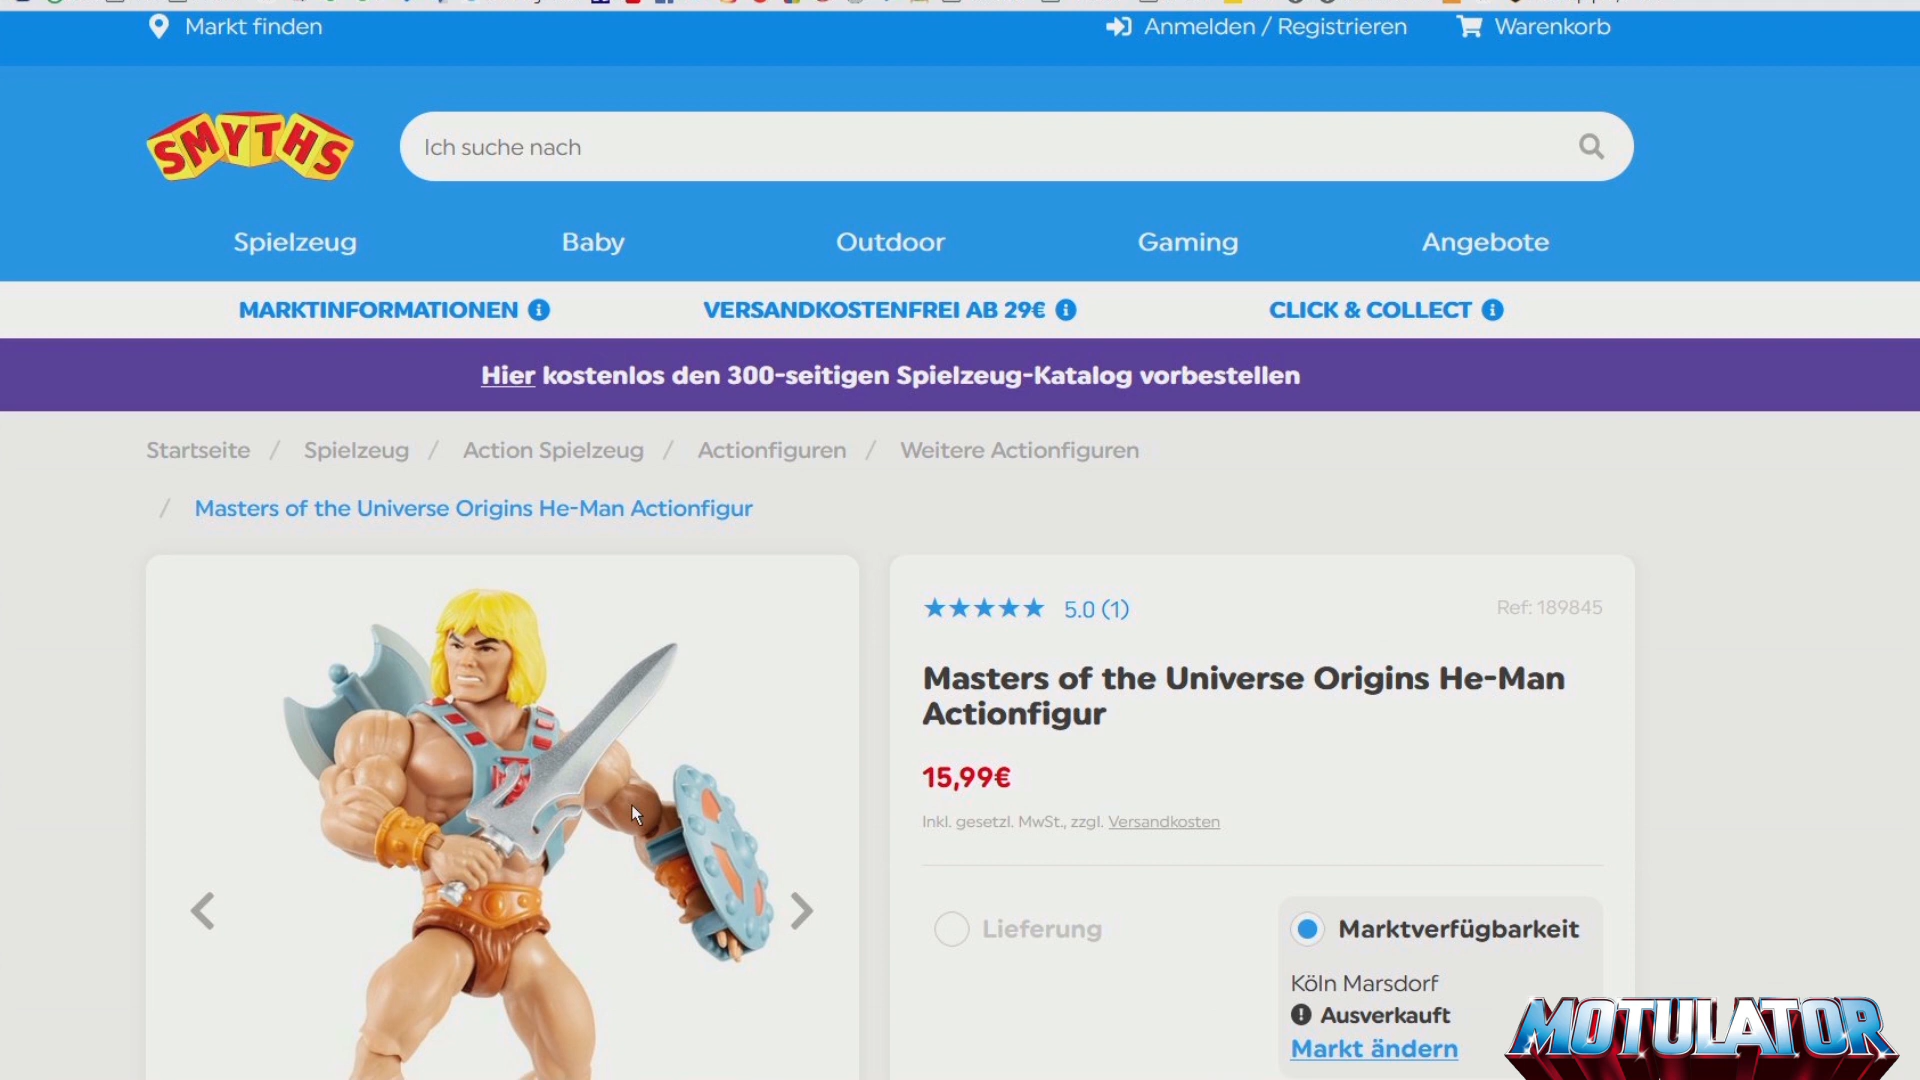 Markt finden
Anmelden / Registrieren
Warenkorb
SMYTHS
Ich suche nach
Spielzeug
Baby
Outdoor
Gaming
Angebote
MARKTINFORMATIONEN
VERSANDKOSTENFREI AB 29€
CLICK & COLLECT
Hier kostenlos den 300-seitigen Spielzeug-Katalog vorbestellen
Startseite / Spielzeug / Action Spielzeug / Actionfiguren / Weitere Actionfiguren
/ Masters of the Universe Origins He-Man Actionfigur
5.0 (1)
Ref: 189845
Masters of the Universe Origins He-Man
Actionfigur
15,99€
Inkl. gesetzl. MwSt., zzgl. Versandkosten
Lieferung
Marktverfügbarkeit
Köln Marsdorf
Ausverkauft
Markt ändern
MOTULATOR